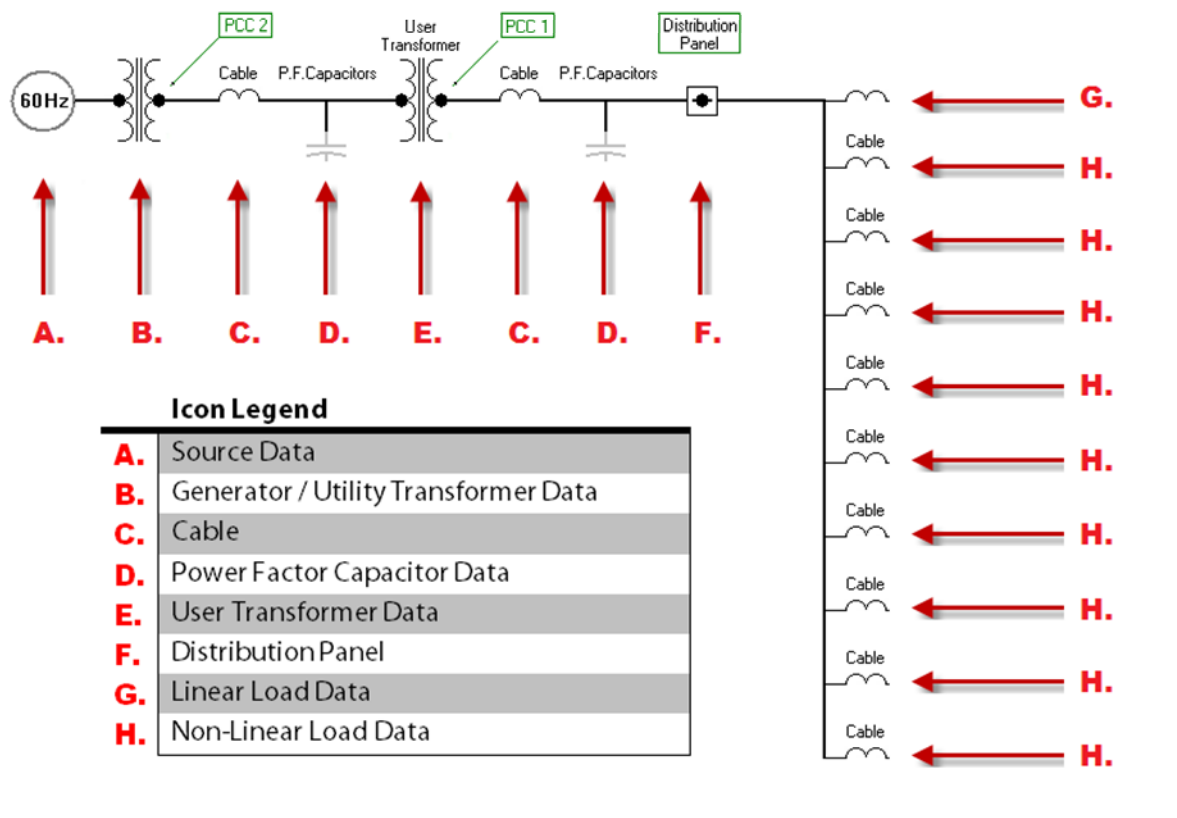 PCC 2
User
Transformer
PCC 1
Distribution
Panel
Cable
P.F.Capacitors
Cable
P.F.Capacitors
60Hz
G.
Cable
H.
Cable
H.
Cable
H.
Cable
H.
Cable
H.
Cable
H.
Cable
H.
Cable
H.
Cable
H.
A.
B.
C.
D.
E.
C.
D.
F.
Icon Legend
A. Source Data
B. Generator / Utility Transformer Data
C. Cable
D. Power Factor Capacitor Data
E. User Transformer Data
F. Distribution Panel
G. Linear Load Data
H. Non-Linear Load Data